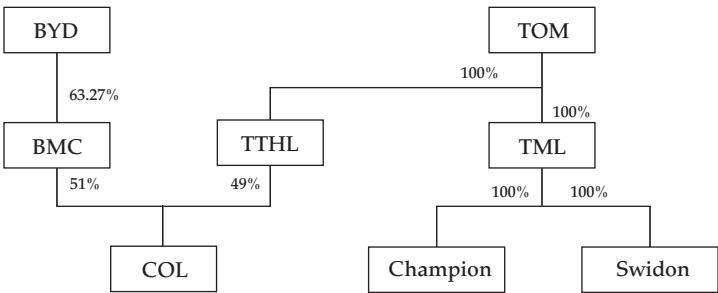 BYD
TOM
100%
63.27%
100%
BMC
TTHL
TML
51%
49%
100%
100%
COL
Champion
Swidon